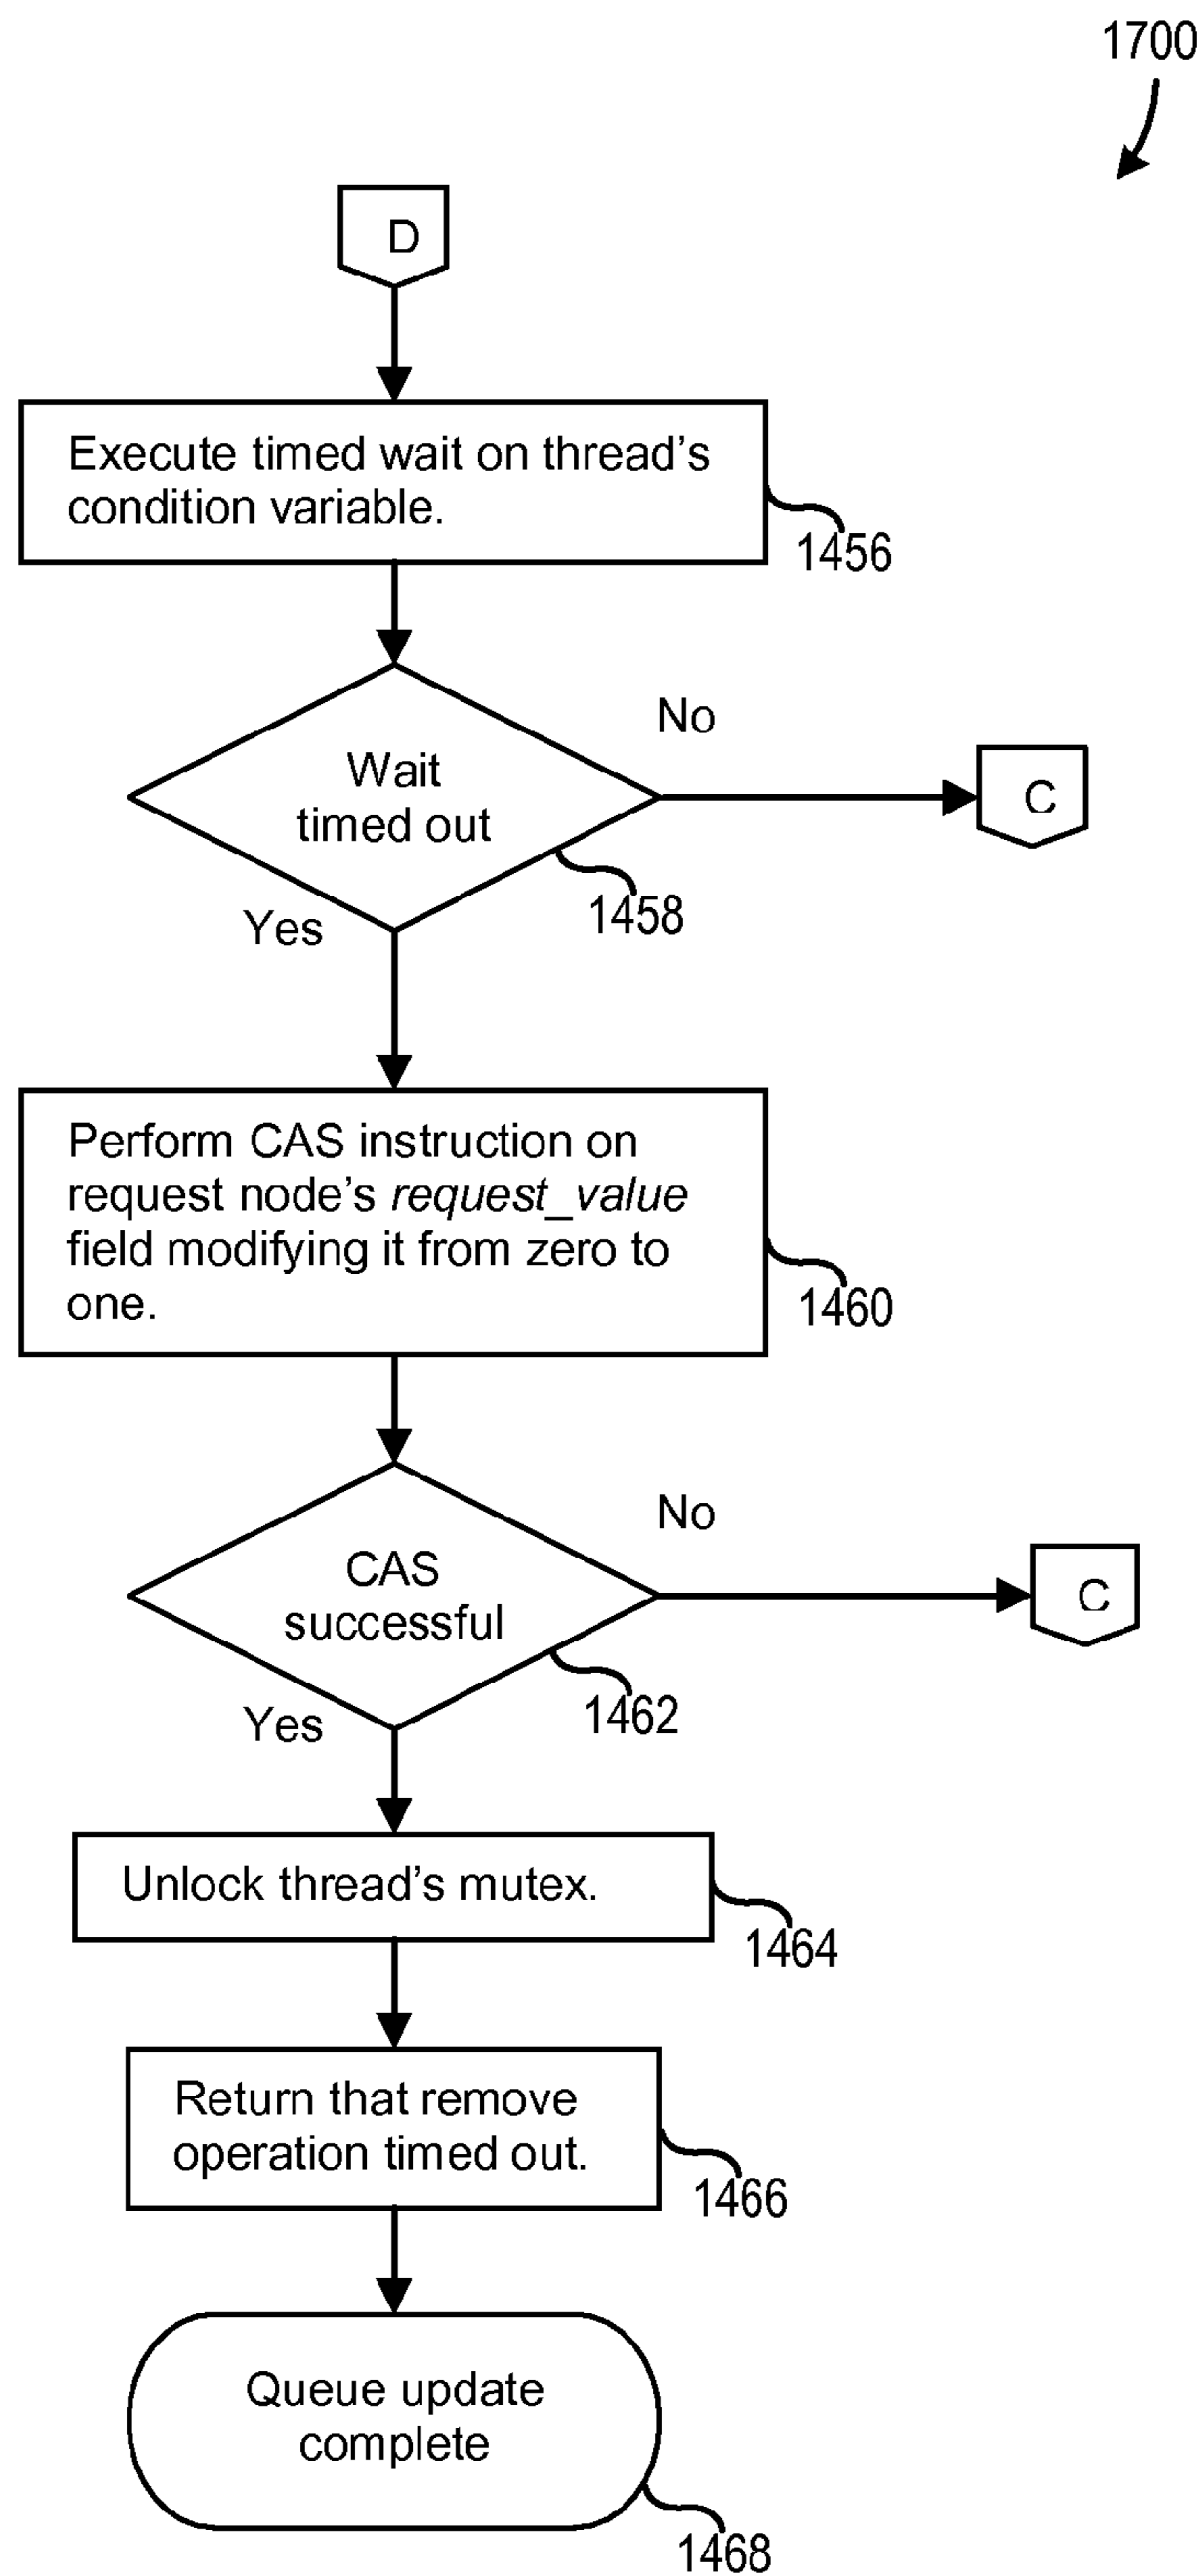 1700
D
Execute timed wait on thread's
condition variable.
1456
No
Wait
timed out
C
1458
Yes
Perform CAS instruction on
request node's request_value
field modifying it from zero to
one.
1460
No
CAS
successful
C
1462
Yes
Unlock thread's mutex.
1464
Return that remove
operation timed out.
1466
Queue update
complete
1468